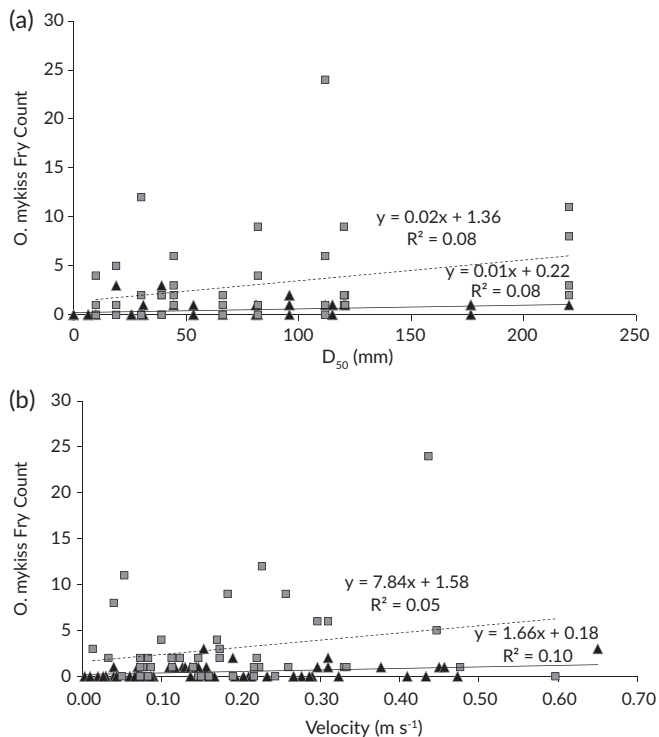 (a)
30
25
20
15
10
5
0
O. mykiss Fry Count
y = 0.02x + 1.36
R² = 0.08
y = 0.01x + 0.22
R² = 0.08
0 50 100 150 200 250
D₅₀ (mm)
(b)
30
25
20
15
10
5
0
O. mykiss Fry Count
y = 7.84x + 1.58
R² = 0.05
y = 1.66x + 0.18
R² = 0.10
0.00 0.10 0.20 0.30 0.40 0.50 0.60 0.70
Velocity (m s⁻¹)